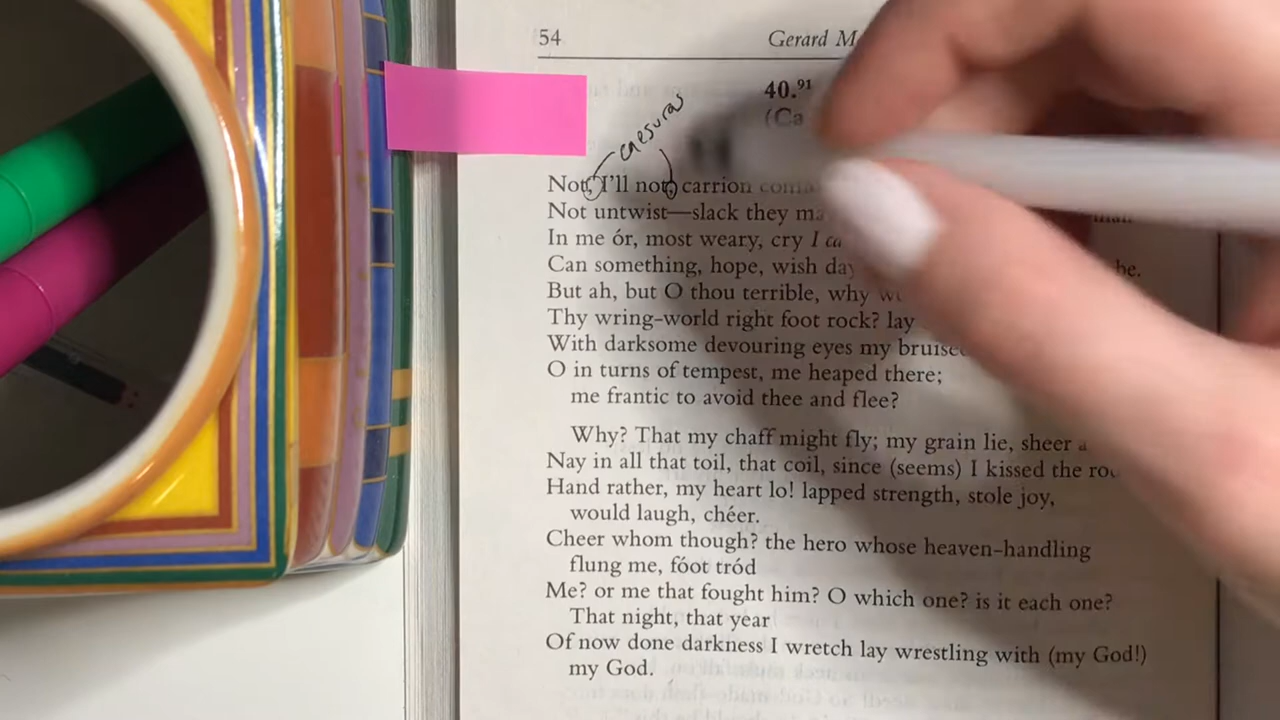 54 Gerard
40.91
(Ca
caesuras
Not, I'll not, carrion
Not untwist—slack they
In me ór, most weary, cry I
Can something, hope, wish be.
But ah, but O thou terrible, why
Thy wring-world right foot rock? lay
With darksome devouring eyes my
O in turns of tempest, me heaped there;
me frantic to avoid thee and flee?
Why? That my chaff might fly; my grain lie, sheer
Nay in all that toil, that coil, since (seems) I kissed the
Hand rather, my heart lo! lapped strength, stole joy,
would laugh, chéer.
Cheer whom though? the hero whose heaven-handling
flung me, fóot tród
Me? or me that fought him? O which one? is it each one?
That night, that year
Of now done darkness I wretch lay wrestling with (my God!)
my God.